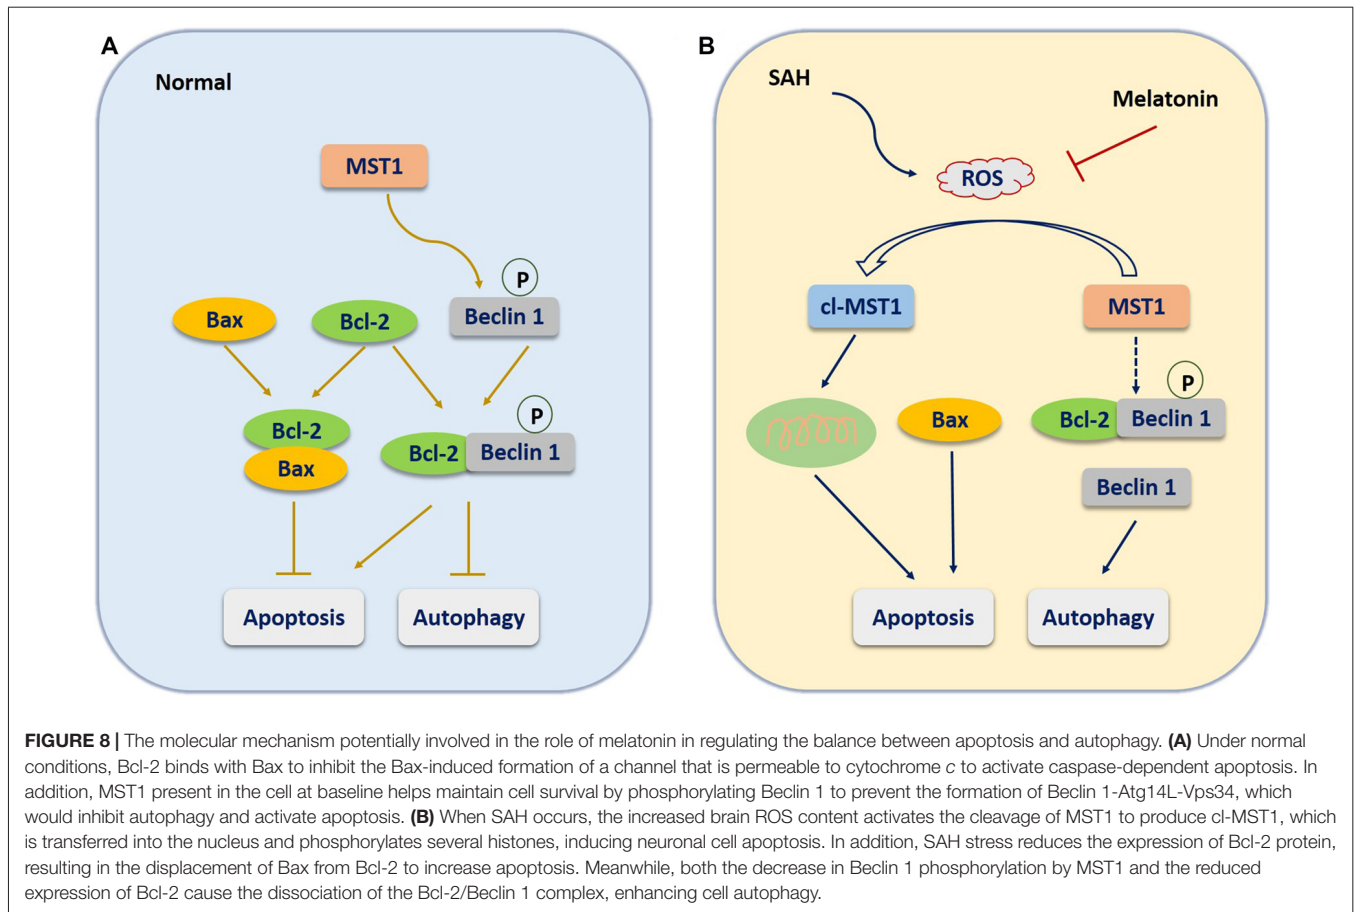 A
Normal
MST1
P
Bax
Bcl-2
Beclin 1
P
Bcl-2
Bax
Bcl-2
Beclin 1
Apoptosis
Autophagy
B
SAH
Melatonin
ROS
cl-MST1
MST1
P
Bax
Bcl-2
Beclin 1
Beclin 1
Apoptosis
Autophagy
FIGURE 8 | The molecular mechanism potentially involved in the role of melatonin in regulating the balance between apoptosis and autophagy. (A) Under normal
conditions, Bcl-2 binds with Bax to inhibit the Bax-induced formation of a channel that is permeable to cytochrome c to activate caspase-dependent apoptosis. In
addition, MST1 present in the cell at baseline helps maintain cell survival by phosphorylating Beclin 1 to prevent the formation of Beclin 1-Atg14L-Vps34, which
would inhibit autophagy and activate apoptosis. (B) When SAH occurs, the increased brain ROS content activates the cleavage of MST1 to produce cl-MST1, which
is transferred into the nucleus and phosphorylates several histones, inducing neuronal cell apoptosis. In addition, SAH stress reduces the expression of Bcl-2 protein,
resulting in the displacement of Bax from Bcl-2 to increase apoptosis. Meanwhile, both the decrease in Beclin 1 phosphorylation by MST1 and the reduced
expression of Bcl-2 cause the dissociation of the Bcl-2/Beclin 1 complex, enhancing cell autophagy.